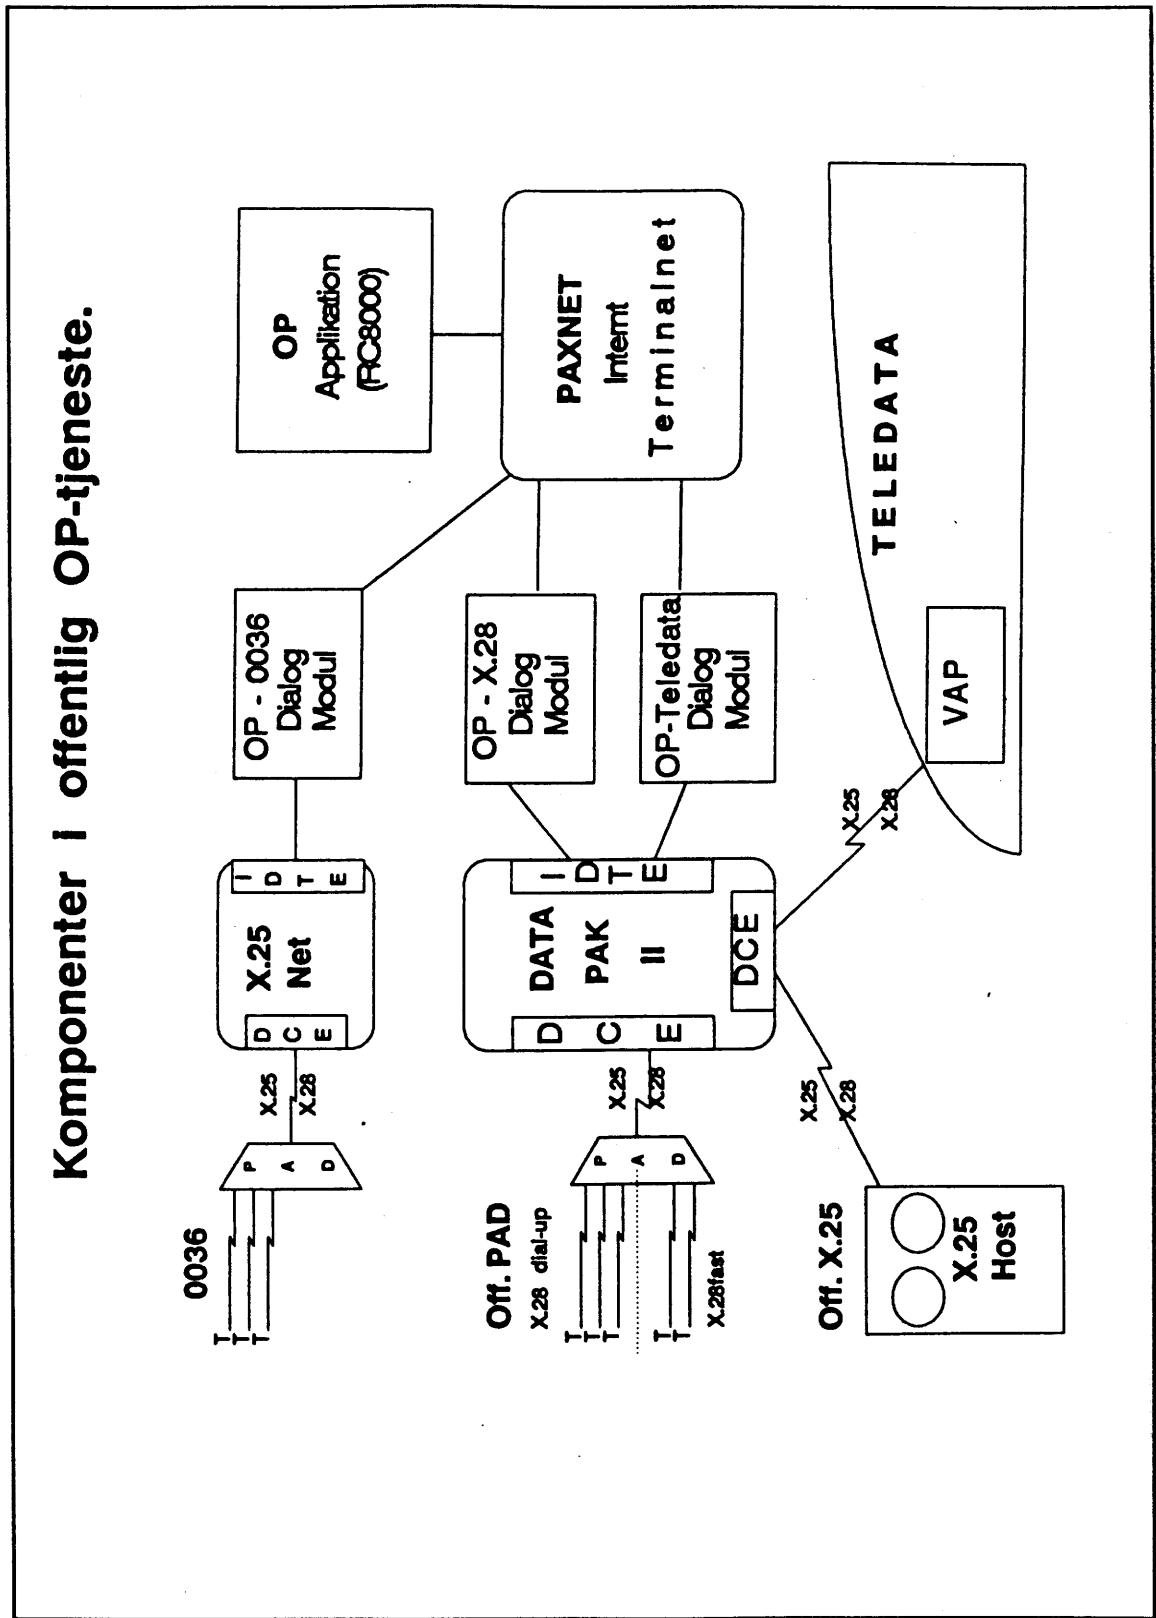 Komponenter i offentlig OP-tjeneste.
0036
T
T
T
P
A
D
X.25
X.28
D
C
E
X.25
Net
I
D
T
E
OP - 0036
Dialog
Modul
OP
Applikation
(RC8000)
Off. PAD
X.28 dial-up
T
T
T
T
T
X.28fast
P
A
D
X.25
X.28
D
C
E
DATA
PAK
II
I
D
T
E
DCE
OP - X.28
Dialog
Modul
OP-Teledata
Dialog
Modul
PAXNET
Internt
Terminalnet
Off. X.25
X.25
Host
X.25
X.28
X.25
X.28
VAP
TELEDATA